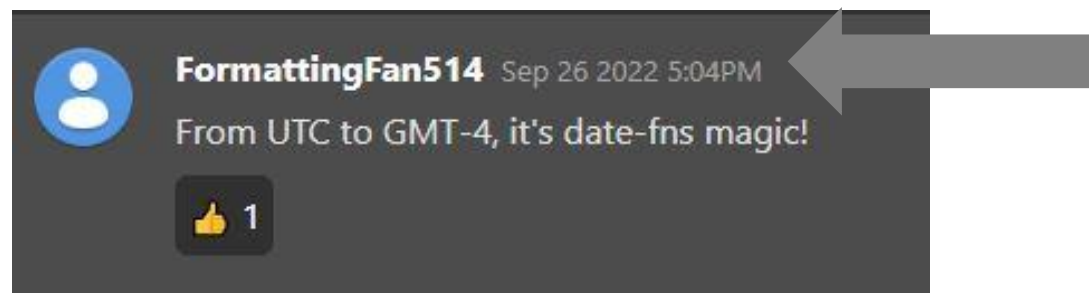 FormattingFan514 Sep 26 2022 5:04PM
From UTC to GMT-4, it's date-fns magic!
👍 1